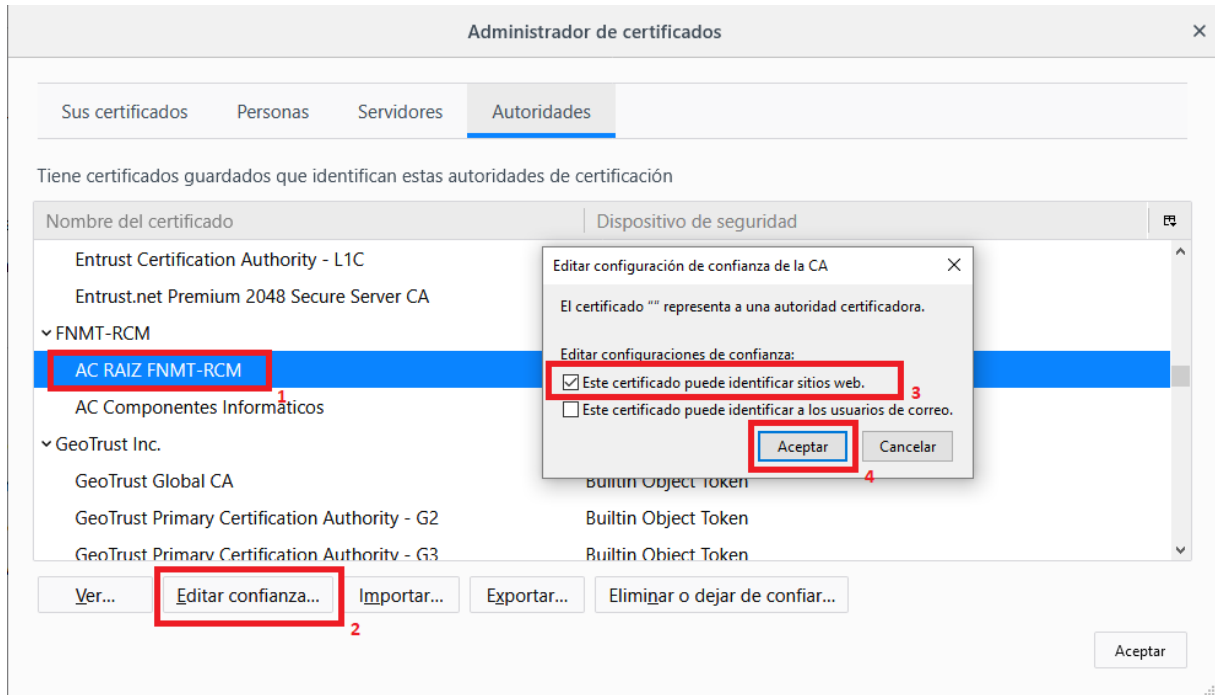 Administrador de certificados
Sus certificados Personas Servidores Autoridades
Tiene certificados guardados que identifican estas autoridades de certificación
Nombre del certificado Dispositivo de seguridad
Entrust Certification Authority - L1C
Entrust.net Premium 2048 Secure Server CA
FNMT-RCM
AC RAIZ FNMT-RCM
1
AC Componentes Informáticos
GeoTrust Inc.
GeoTrust Global CA Builtin Object Token
GeoTrust Primary Certification Authority - G2 Builtin Object Token
GeoTrust Primary Certification Authority - G3 Builtin Object Token
Editar configuración de confianza de la CA
El certificado "" representa a una autoridad certificadora.
Editar configuraciones de confianza:
Este certificado puede identificar sitios web.
3
Este certificado puede identificar a los usuarios de correo.
Aceptar Cancelar
4
Ver... Editar confianza... Importar... Exportar... Eliminar o dejar de confiar...
2
Aceptar